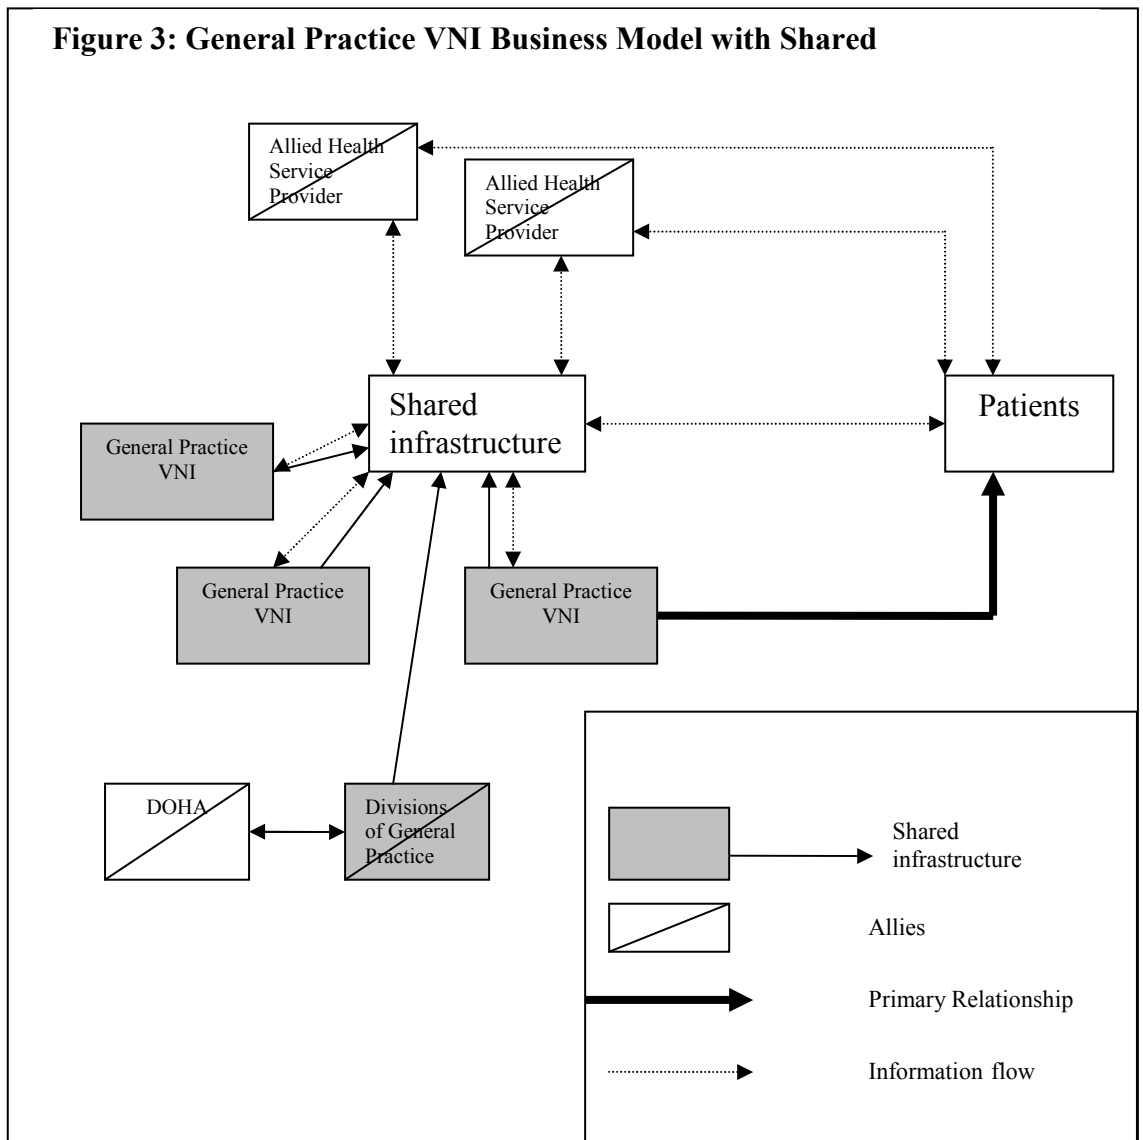 Figure 3: General Practice VNI Business Model with Shared
Allied Health
Service
Provider
Allied Health
Service
Provider
Shared
infrastructure
Patients
General Practice
VNI
General Practice
VNI
General Practice
VNI
DOHA
Divisions
of General
Practice
Shared
infrastructure
Allies
Primary Relationship
Information flow